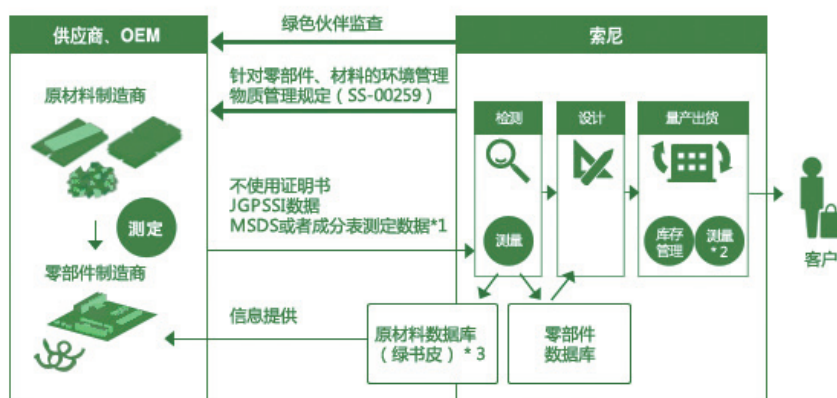 供应商、OEM
绿色伙伴监查
索尼
针对零部件、材料的环境管理
物质管理规定（SS-00259）
原材料制造商
检测
设计
量产出货
不使用证明书
JGPSSI数据
MSDS或者成分表测定数据*1
测定
测量
库存
管理
测量
*2
客户
零部件制造商
信息提供
原材料数据库
（绿书皮）*3
零部件
数据库